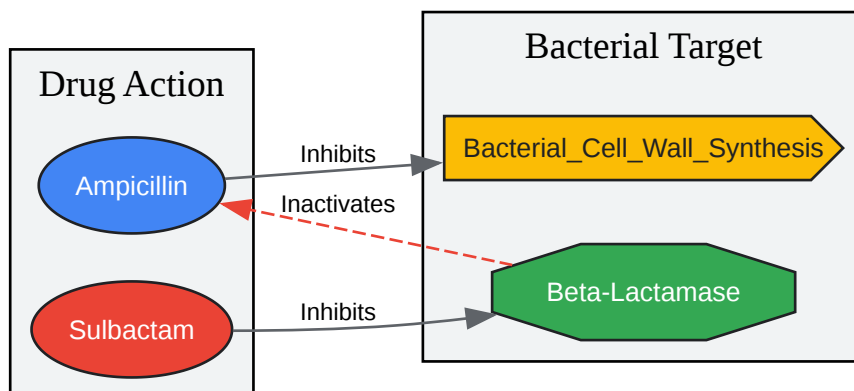 Drug Action
Bacterial Target
Ampicillin
Inhibits
Bacterial_Cell_Wall_Synthesis
Inactivates
Sulbactam
Inhibits
Beta-Lactamase